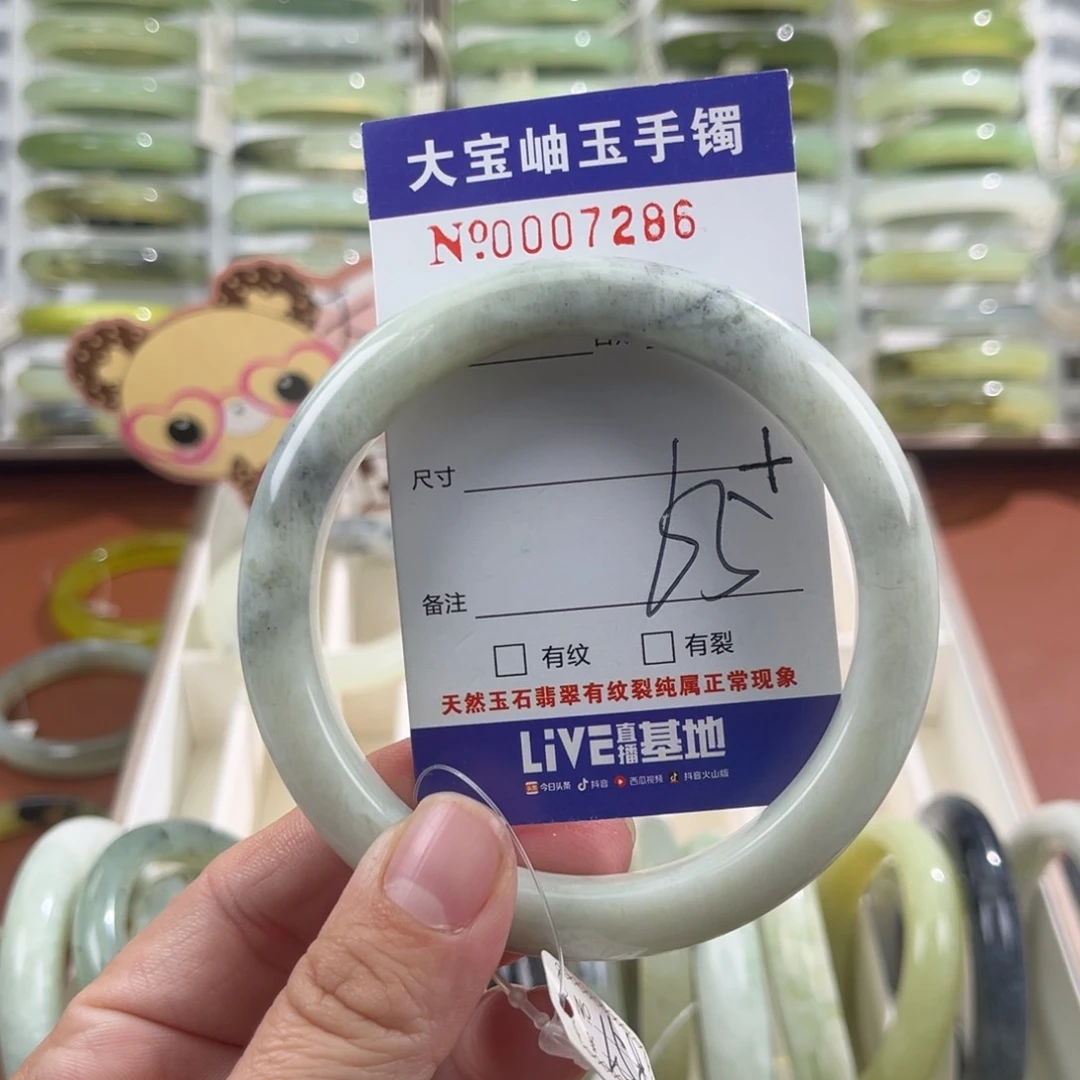 大宝岫玉手镯
Nº.0007286
尺寸
备注
有纹 有裂
天然玉石翡翠有纹裂纯属正常现象
LiVE直播基地
今日头条 抖音 西瓜视频 抖音火山版